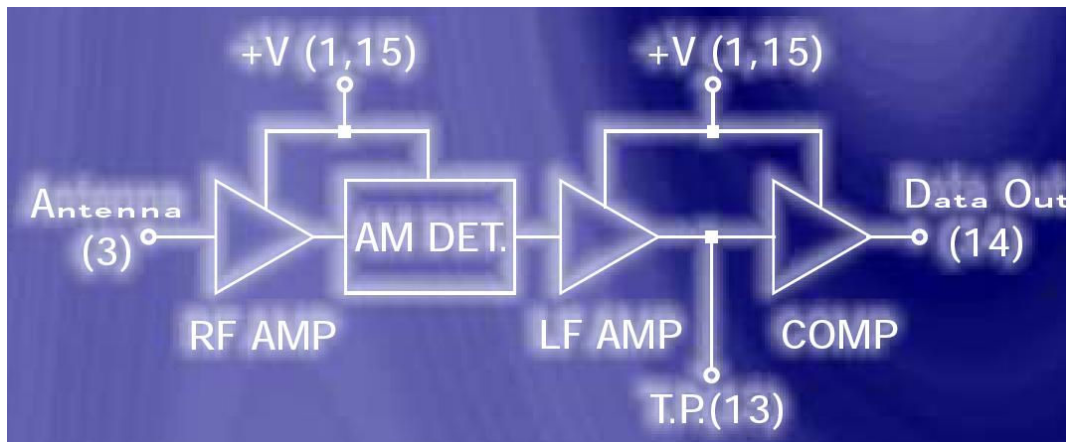 +V (1,15)
+V (1,15)
Antenna
(3)
AM DET.
Data Out
(14)
RF AMP
LF AMP
COMP
T.P.(13)